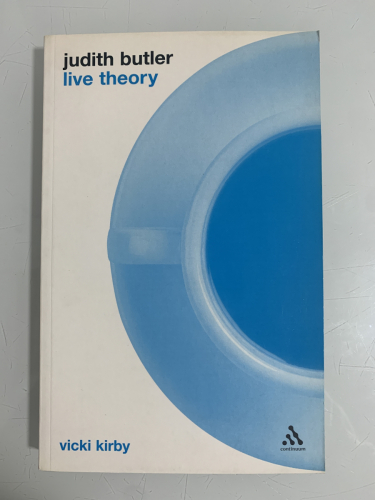 judith butler
live theory
vicki kirby
continuum